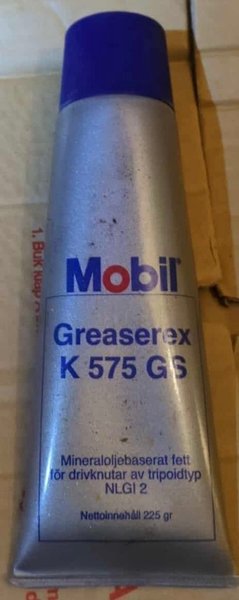 Mobil
Greaserex
K 575 GS
Mineraloljebaserat fett
för drivknutar av tripoidtyp
NLGI 2
Nettoinnehåll 225 gr